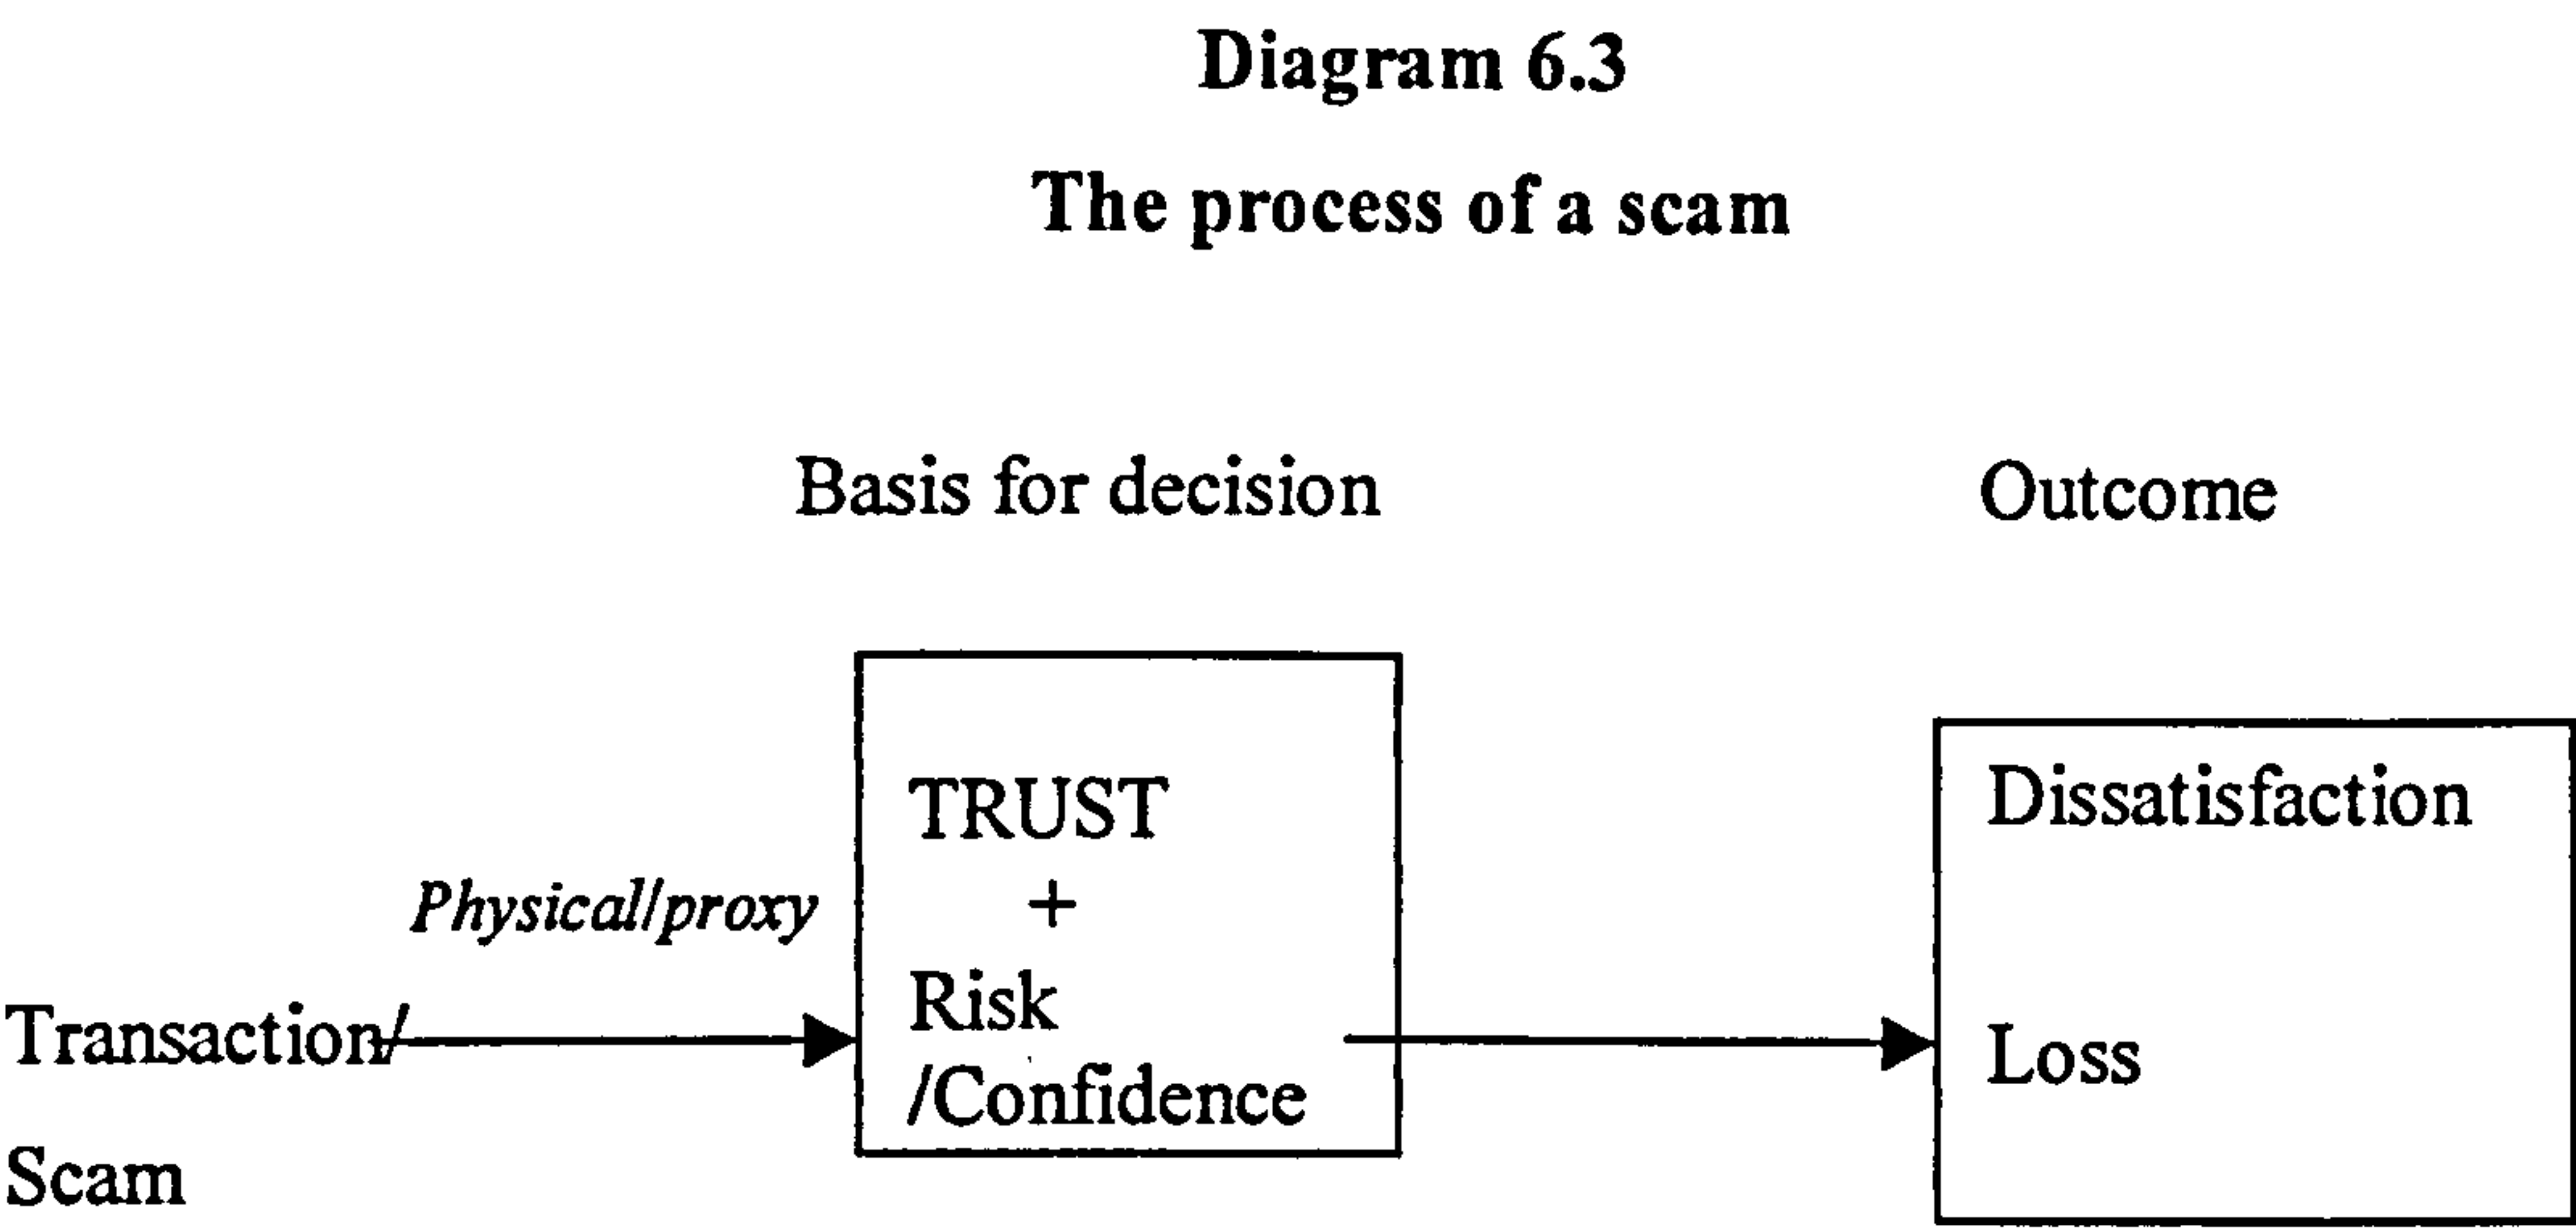 Diagram 6.3
The process of a scam
Basis for decision
Outcome
TRUST
+
Risk
/Confidence
Physical/proxy
Transaction/
Scam
Dissatisfaction
Loss